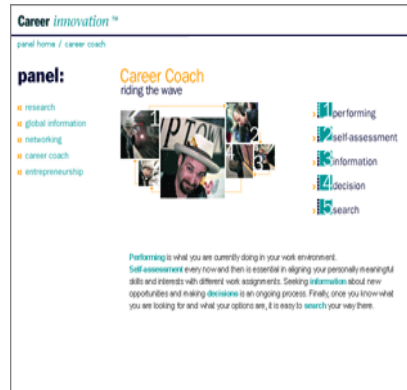 Career innovation ™
panel home / career coach
panel:
research
global information
networking
career coach
entrepreneurship
Career Coach
riding the wave
1
2
3
4
1 performing
2 self-assessment
3 information
4 decision
5 search
Performing is what you are currently doing in your work environment.
Self-assessment every now and then is essential in aligning your personally meaningful
skills and interests with different work assignments. Seeking information about new
opportunities and making decisions is an ongoing process. Finally, once you know what
you are looking for and what your options are, it is easy to search your way there.